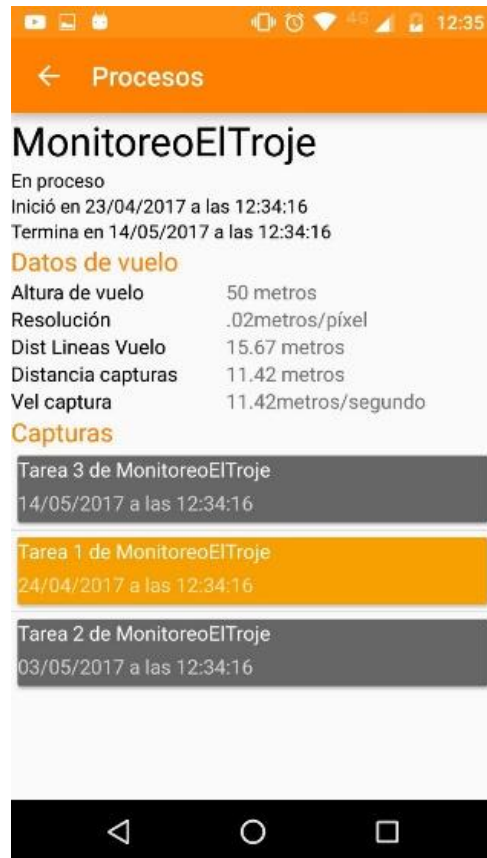 4G 12:35
Procesos
MonitoreoElTroje
En proceso
Inició en 23/04/2017 a las 12:34:16
Termina en 14/05/2017 a las 12:34:16
Datos de vuelo
Altura de vuelo 50 metros
Resolución .02metros/píxel
Dist Lineas Vuelo 15.67 metros
Distancia capturas 11.42 metros
Vel captura 11.42metros/segundo
Capturas
Tarea 3 de MonitoreoElTroje
14/05/2017 a las 12:34:16
Tarea 1 de MonitoreoElTroje
24/04/2017 a las 12:34:16
Tarea 2 de MonitoreoElTroje
03/05/2017 a las 12:34:16